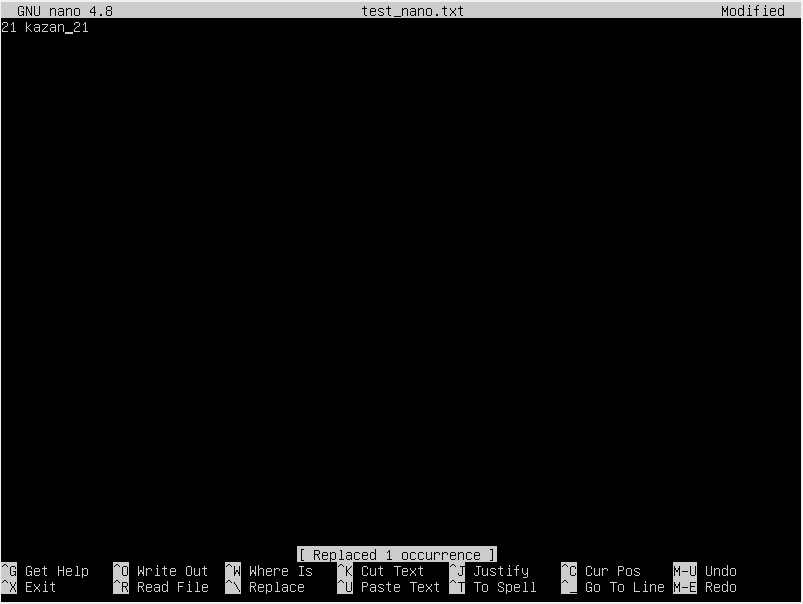 GNU nano 4.8 test_nano.txt Modified
21 kazan_21
[ Replaced 1 occurrence ]
^G Get Help ^O Write Out ^W Where Is ^K Cut Text ^J Justify ^C Cur Pos M-U Undo
^X Exit ^R Read File ^\ Replace ^U Paste Text ^T To Spell ^_ Go To Line M-E Redo